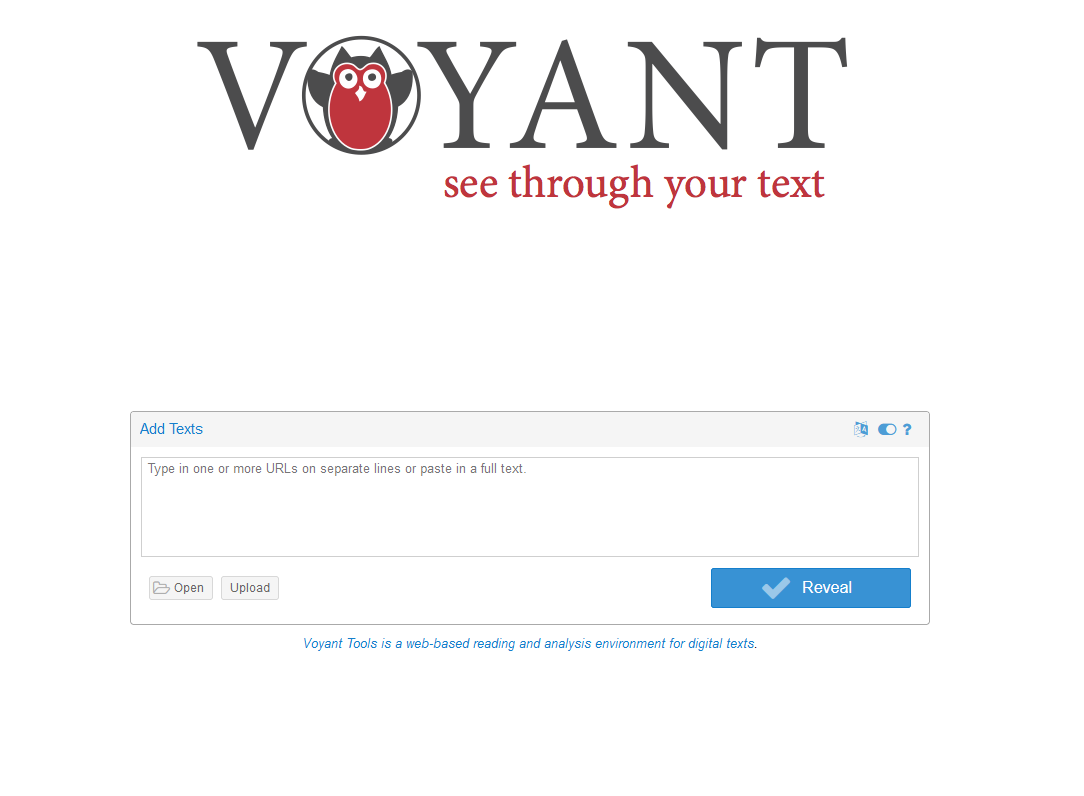 VOYANT
see through your text
Add Texts
?
Type in one or more URLs on separate lines or paste in a full text.
Open
Upload
Reveal
Voyant Tools is a web-based reading and analysis environment for digital texts.